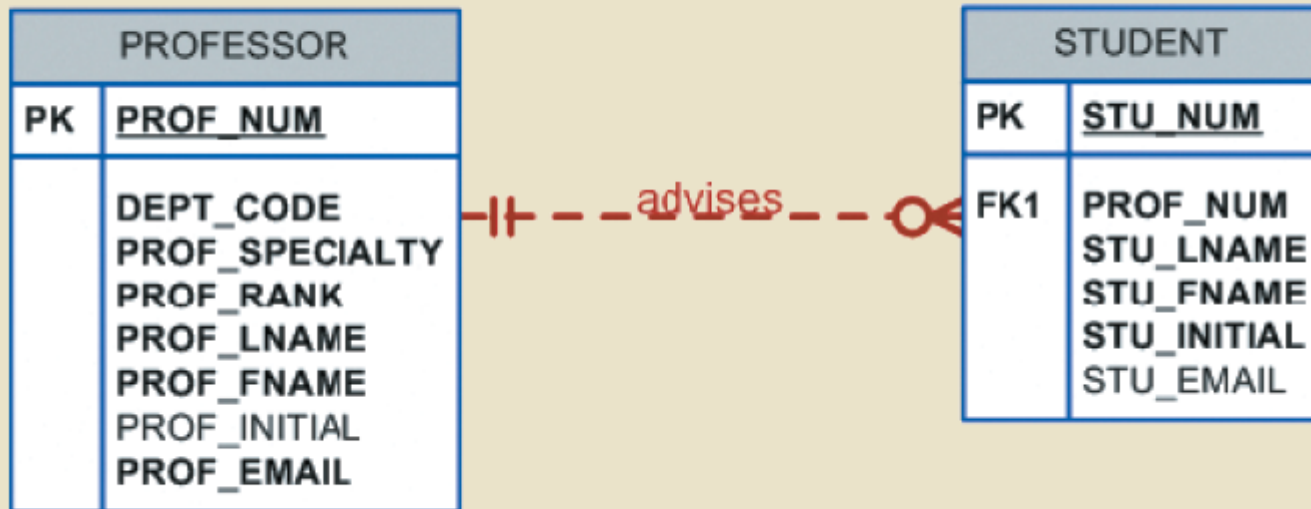 PROFESSOR
PK PROF_NUM
DEPT_CODE
PROF_SPECIALTY
PROF_RANK
PROF_LNAME
PROF_FNAME
PROF_INITIAL
PROF_EMAIL
advises
STUDENT
PK STU_NUM
FK1 PROF_NUM
STU_LNAME
STU_FNAME
STU_INITIAL
STU_EMAIL